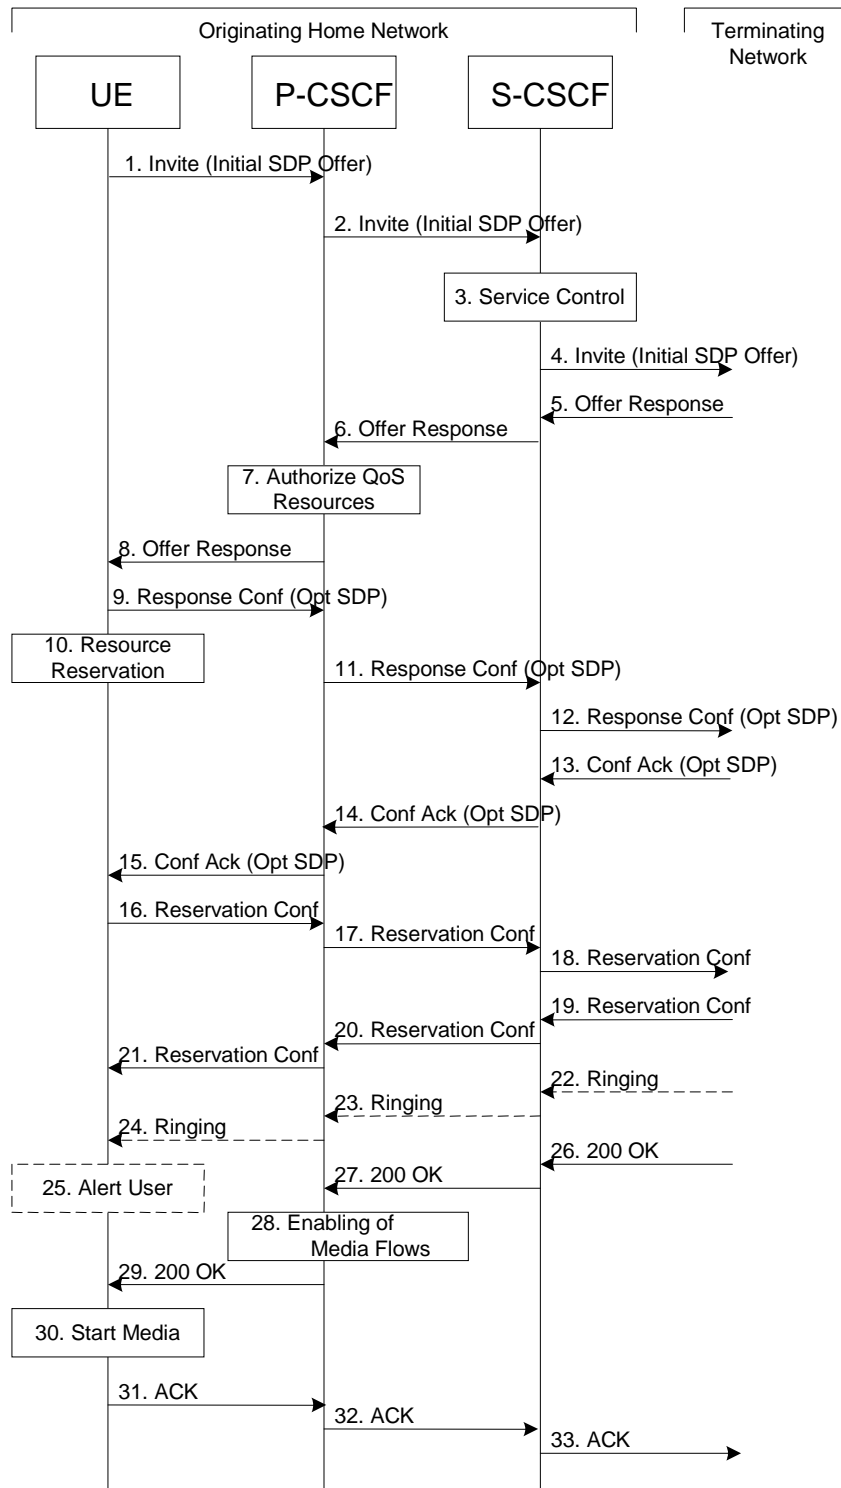 Originating Home Network
Terminating
Network
UE
P-CSCF
S-CSCF
1. Invite (Initial SDP Offer)
2. Invite (Initial SDP Offer)
3. Service Control
4. Invite (Initial SDP Offer)
5. Offer Response
6. Offer Response
7. Authorize QoS
Resources
8. Offer Response
9. Response Conf (Opt SDP)
10. Resource
Reservation
11. Response Conf (Opt SDP)
12. Response Conf (Opt SDP)
13. Conf Ack (Opt SDP)
14. Conf Ack (Opt SDP)
15. Conf Ack (Opt SDP)
16. Reservation Conf
17. Reservation Conf
18. Reservation Conf
19. Reservation Conf
20. Reservation Conf
21. Reservation Conf
22. Ringing
23. Ringing
24. Ringing
25. Alert User
26. 200 OK
27. 200 OK
28. Enabling of
Media Flows
29. 200 OK
30. Start Media
31. ACK
32. ACK
33. ACK